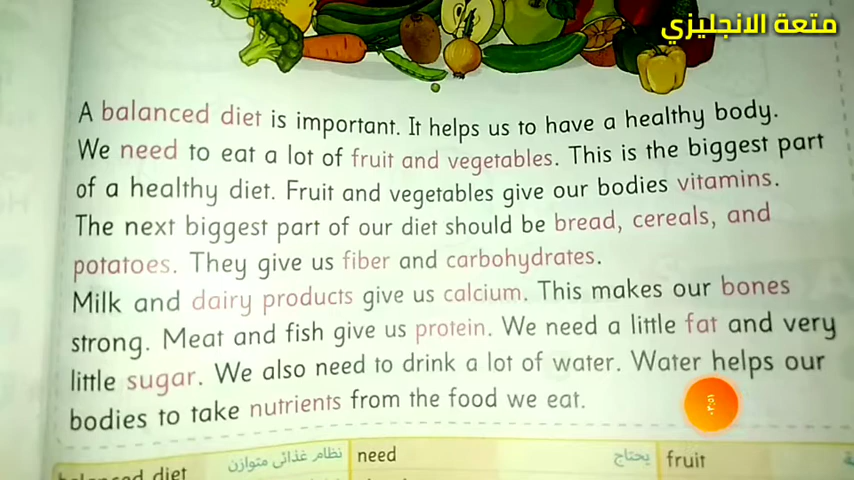 متعة الانجليزي
A balanced diet is important. It helps us to have a healthy body.
We need to eat a lot of fruit and vegetables. This is the biggest part
of a healthy diet. Fruit and vegetables give our bodies vitamins.
The next biggest part of our diet should be bread, cereals, and
potatoes. They give us fiber and carbohydrates.
Milk and dairy products give us calcium. This makes our bones
strong. Meat and fish give us protein. We need a little fat and very
little sugar. We also need to drink a lot of water. Water helps our
bodies to take nutrients from the food we eat.
balanced diet نظام غذائى متوازن need يحتاج fruit